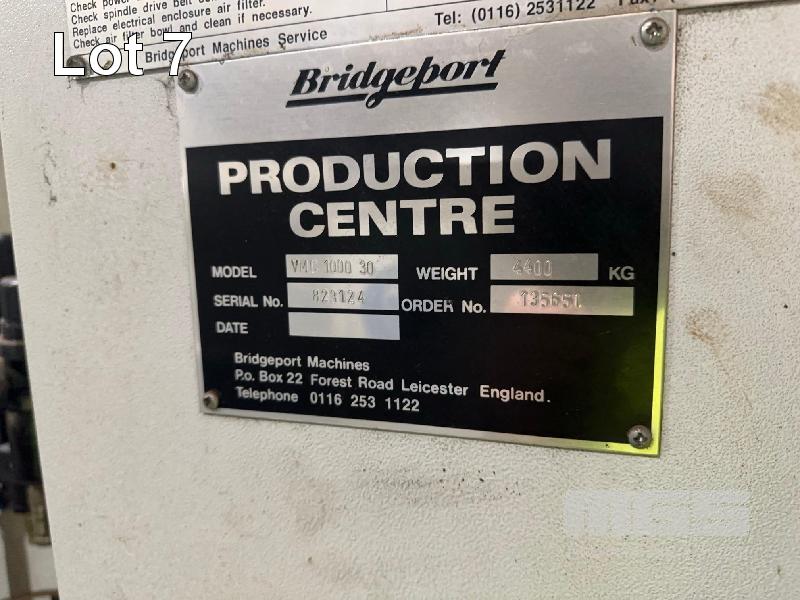 Check spindle drive belt
Replace electrical enclosure air filter.
Check air filter bowl and clean if necessary.
Lot 7
Bridgeport Machines Service
Tel: (0116) 2531122
Bridgeport
PRODUCTION
CENTRE
MODEL VMC 1000 30 WEIGHT 4400 KG
SERIAL No. ORDER No.
DATE
Bridgeport Machines
P.o. Box 22 Forest Road Leicester England.
Telephone 0116 253 1122
MGS